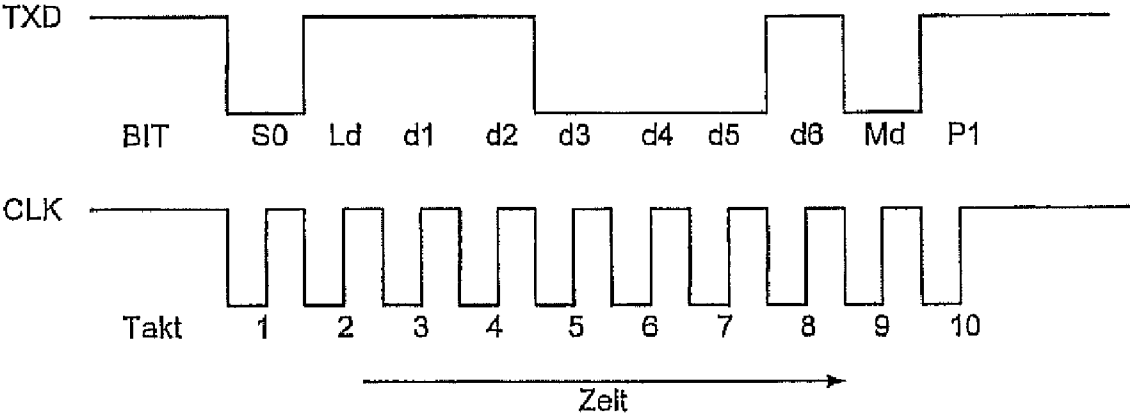 TXD
BIT S0 Ld d1 d2 d3 d4 d5 d6 Md P1
CLK
Takt 1 2 3 4 5 6 7 8 9 10
Zeit